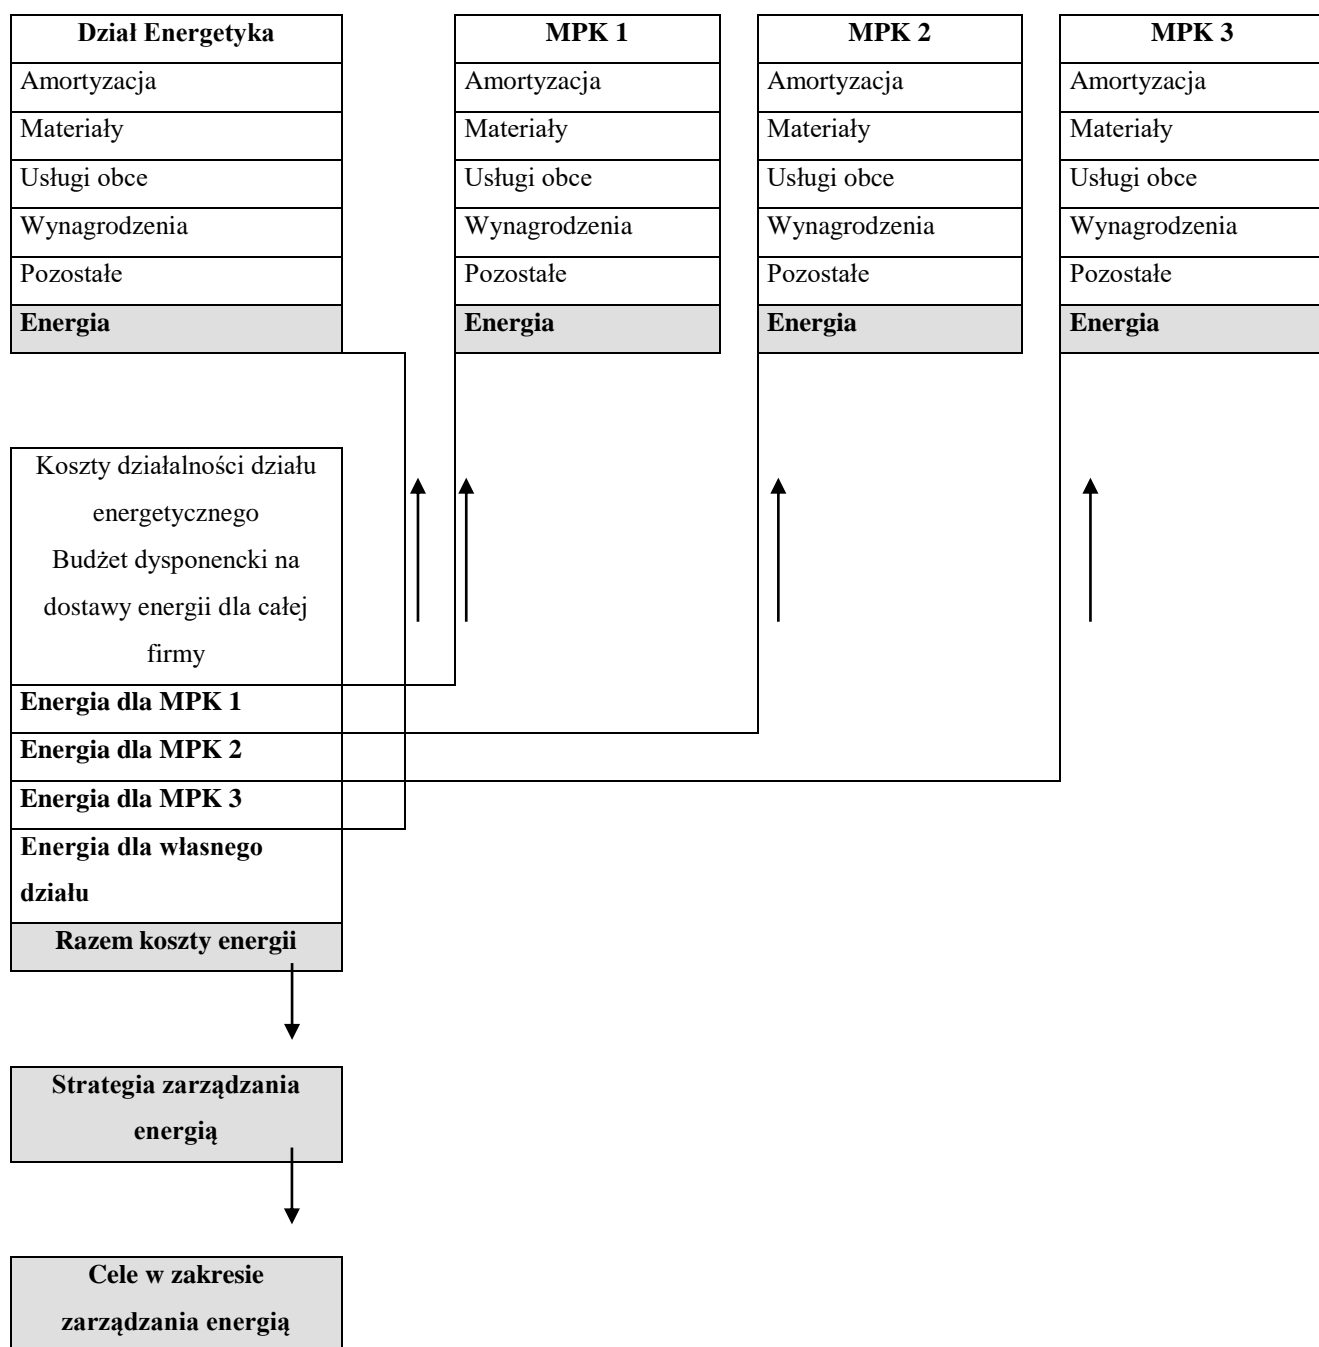 Dział Energetyka
Amortyzacja
Materiały
Usługi obce
Wynagrodzenia
Pozostałe
Energia
MPK 1
Amortyzacja
Materiały
Usługi obce
Wynagrodzenia
Pozostałe
Energia
MPK 2
Amortyzacja
Materiały
Usługi obce
Wynagrodzenia
Pozostałe
Energia
MPK 3
Amortyzacja
Materiały
Usługi obce
Wynagrodzenia
Pozostałe
Energia
Koszty działalności działu
energetycznego
Budżet dysponencki na
dostawy energii dla całej
firmy
Energia dla MPK 1
Energia dla MPK 2
Energia dla MPK 3
Energia dla własnego
działu
Razem koszty energii
Strategia zarządzania
energią
Cele w zakresie
zarządzania energią